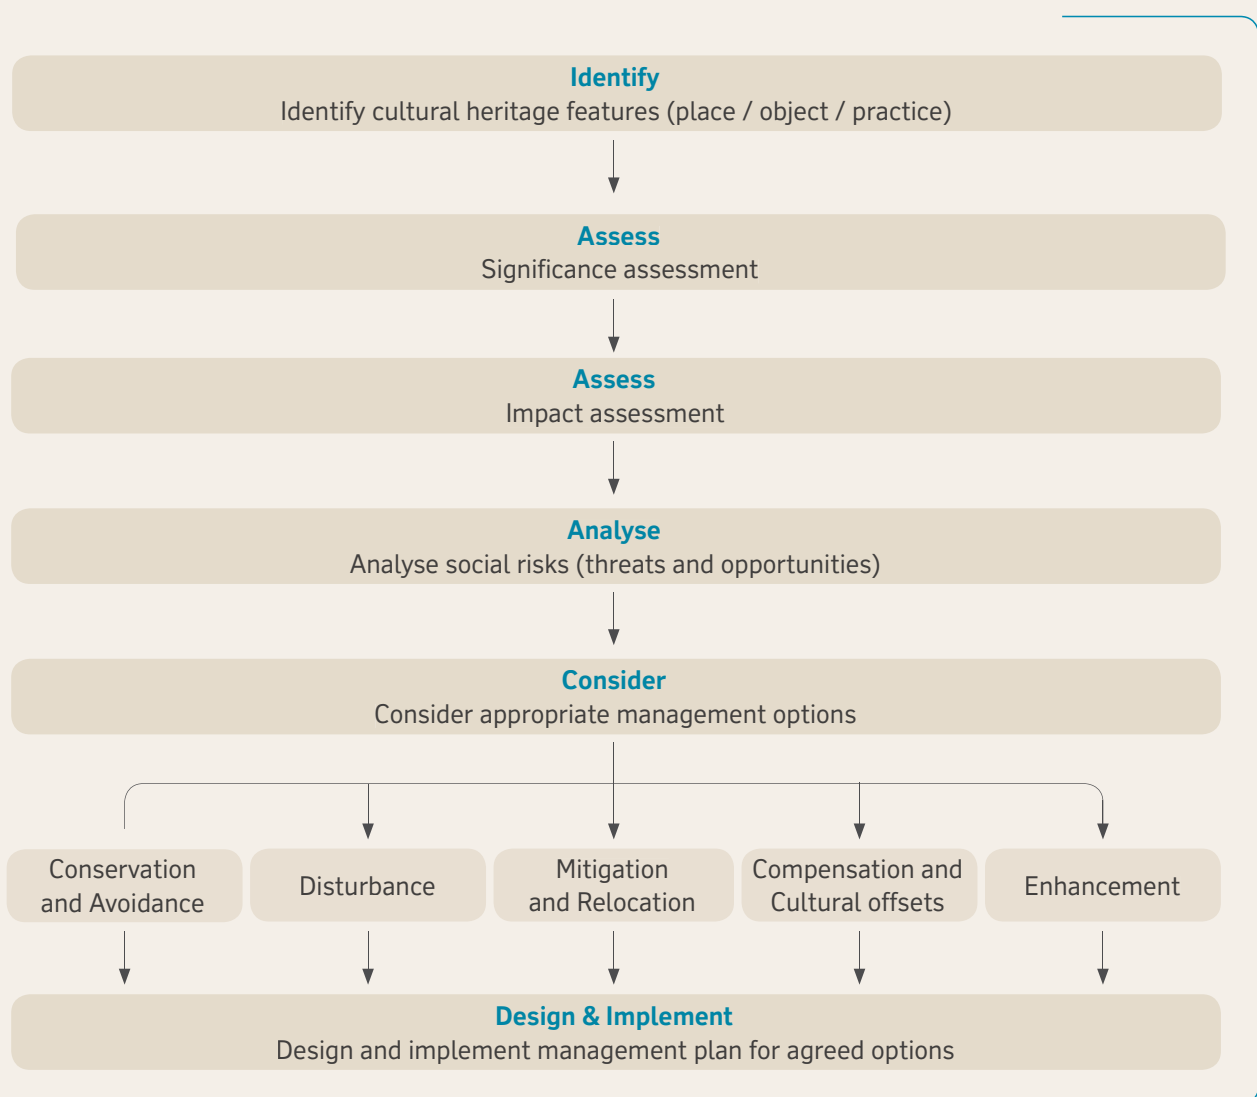 Identify
Identify cultural heritage features (place / object / practice)
Assess
Significance assessment
Assess
Impact assessment
Analyse
Analyse social risks (threats and opportunities)
Consider
Consider appropriate management options
Conservation
and Avoidance
Disturbance
Mitigation
and Relocation
Compensation and
Cultural offsets
Enhancement
Design & Implement
Design and implement management plan for agreed options